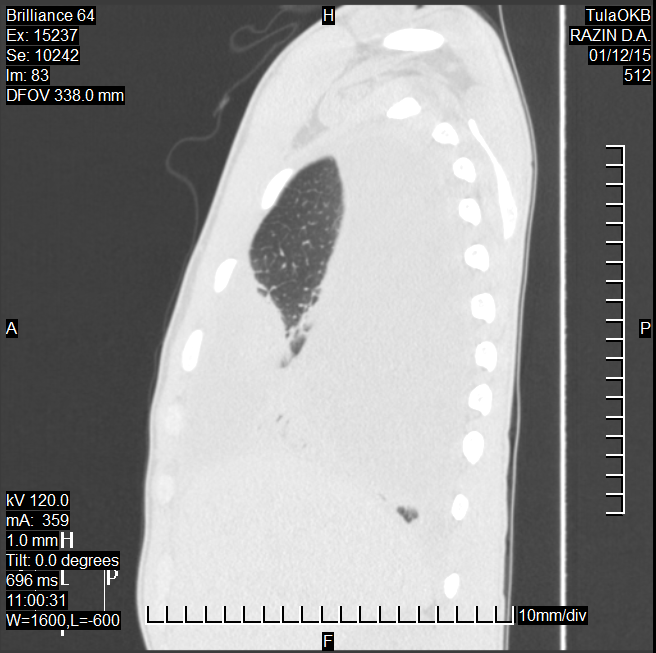 Brilliance 64
Ex: 15237
Se: 10242
Im: 83
DFOV 338.0 mm
H
TulaOKB
RAZIN D.A.
01/12/15
512
A
P
kV 120.0
mA: 359
1.0 mm
H
Tilt: 0.0 degrees
696 ms
L
P
11:00:31
W=1600,L=-600
10mm/div
F